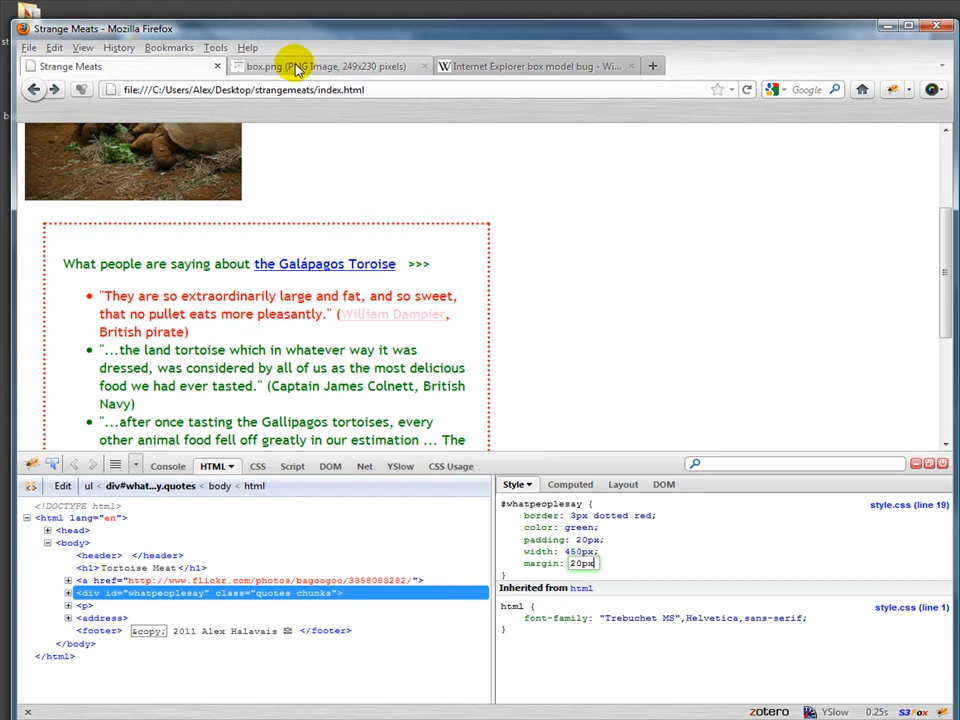 Strange Meats - Mozilla Firefox
File Edit View History Bookmarks Tools Help
Strange Meats
box.png (PNG Image, 249x230 pixels)
Internet Explorer box model bug - Wi...
file:///C:/Users/Alex/Desktop/strangemeats/index.html
Google
What people are saying about the Galápagos Toroise >>>
"They are so extraordinarily large and fat, and so sweet,
that no pullet eats more pleasantly." (William Dampier,
British pirate)
"...the land tortoise which in whatever way it was
dressed, was considered by all of us as the most delicious
food we had ever tasted." (Captain James Colnett, British
Navy)
"...after once tasting the Gallipagos tortoises, every
other animal food fell off greatly in our estimation ... The
Console HTML CSS Script DOM Net YSlow CSS Usage
Edit ul < div#what...y.quotes < body < html
<!DOCTYPE html>
<html lang="en">
<head>
<body>
<header> </header>
<h1>Tortoise Meat</h1>
<a href="http://www.flickr.com/photos/bagoogoo/3358083282/">
<div id="whatpeoplesay" class="quotes chunks">
<p>
<address>
<footer> &copy; 2011 Alex Halavais </footer>
</body>
</html>
Style Computed Layout DOM
#whatpeoplesay {
style.css (line 19)
border: 3px dotted red;
color: green;
padding: 20px;
width: 450px;
margin: 20px
}
Inherited from html
html {
style.css (line 1)
font-family: "Trebuchet MS",Helvetica,sans-serif;
}
zotero YSlow 0.25s S3Fox